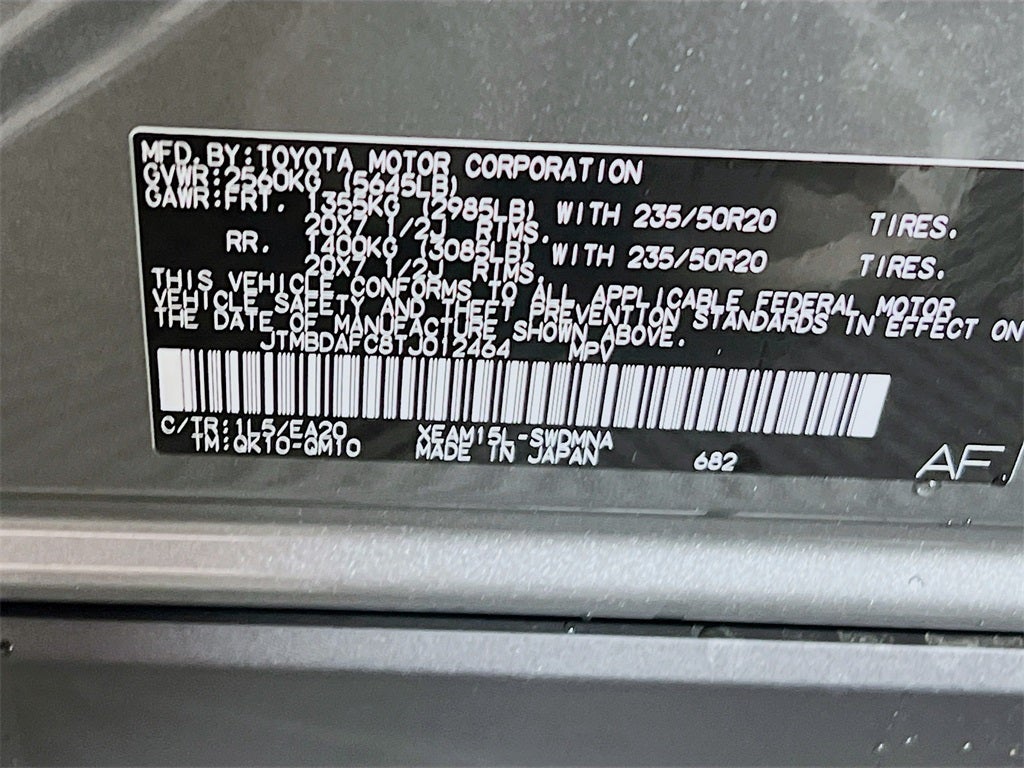 MFD. BY: TOYOTA MOTOR CORPORATION
GVWR: 2560KG (5645LB)
GAWR: FRT. 1355KG (2985LB) WITH 235/50R20 TIRES.
20X7 1/2J RIMS.
RR. 1400KG (3085LB) WITH 235/50R20 TIRES.
20X7 1/2J RIMS.
THIS VEHICLE CONFORMS TO ALL APPLICABLE FEDERAL MOTOR
VEHICLE SAFETY AND THEFT PREVENTION STANDARDS IN EFFECT ON
THE DATE OF MANUFACTURE SHOWN ABOVE.
JTMBDAFC8TJ012464 MPV
C/TR: 1L5/EA20 XEAM15L-SWDMNA
TM: QK10-QM10 MADE IN JAPAN 682
AF.